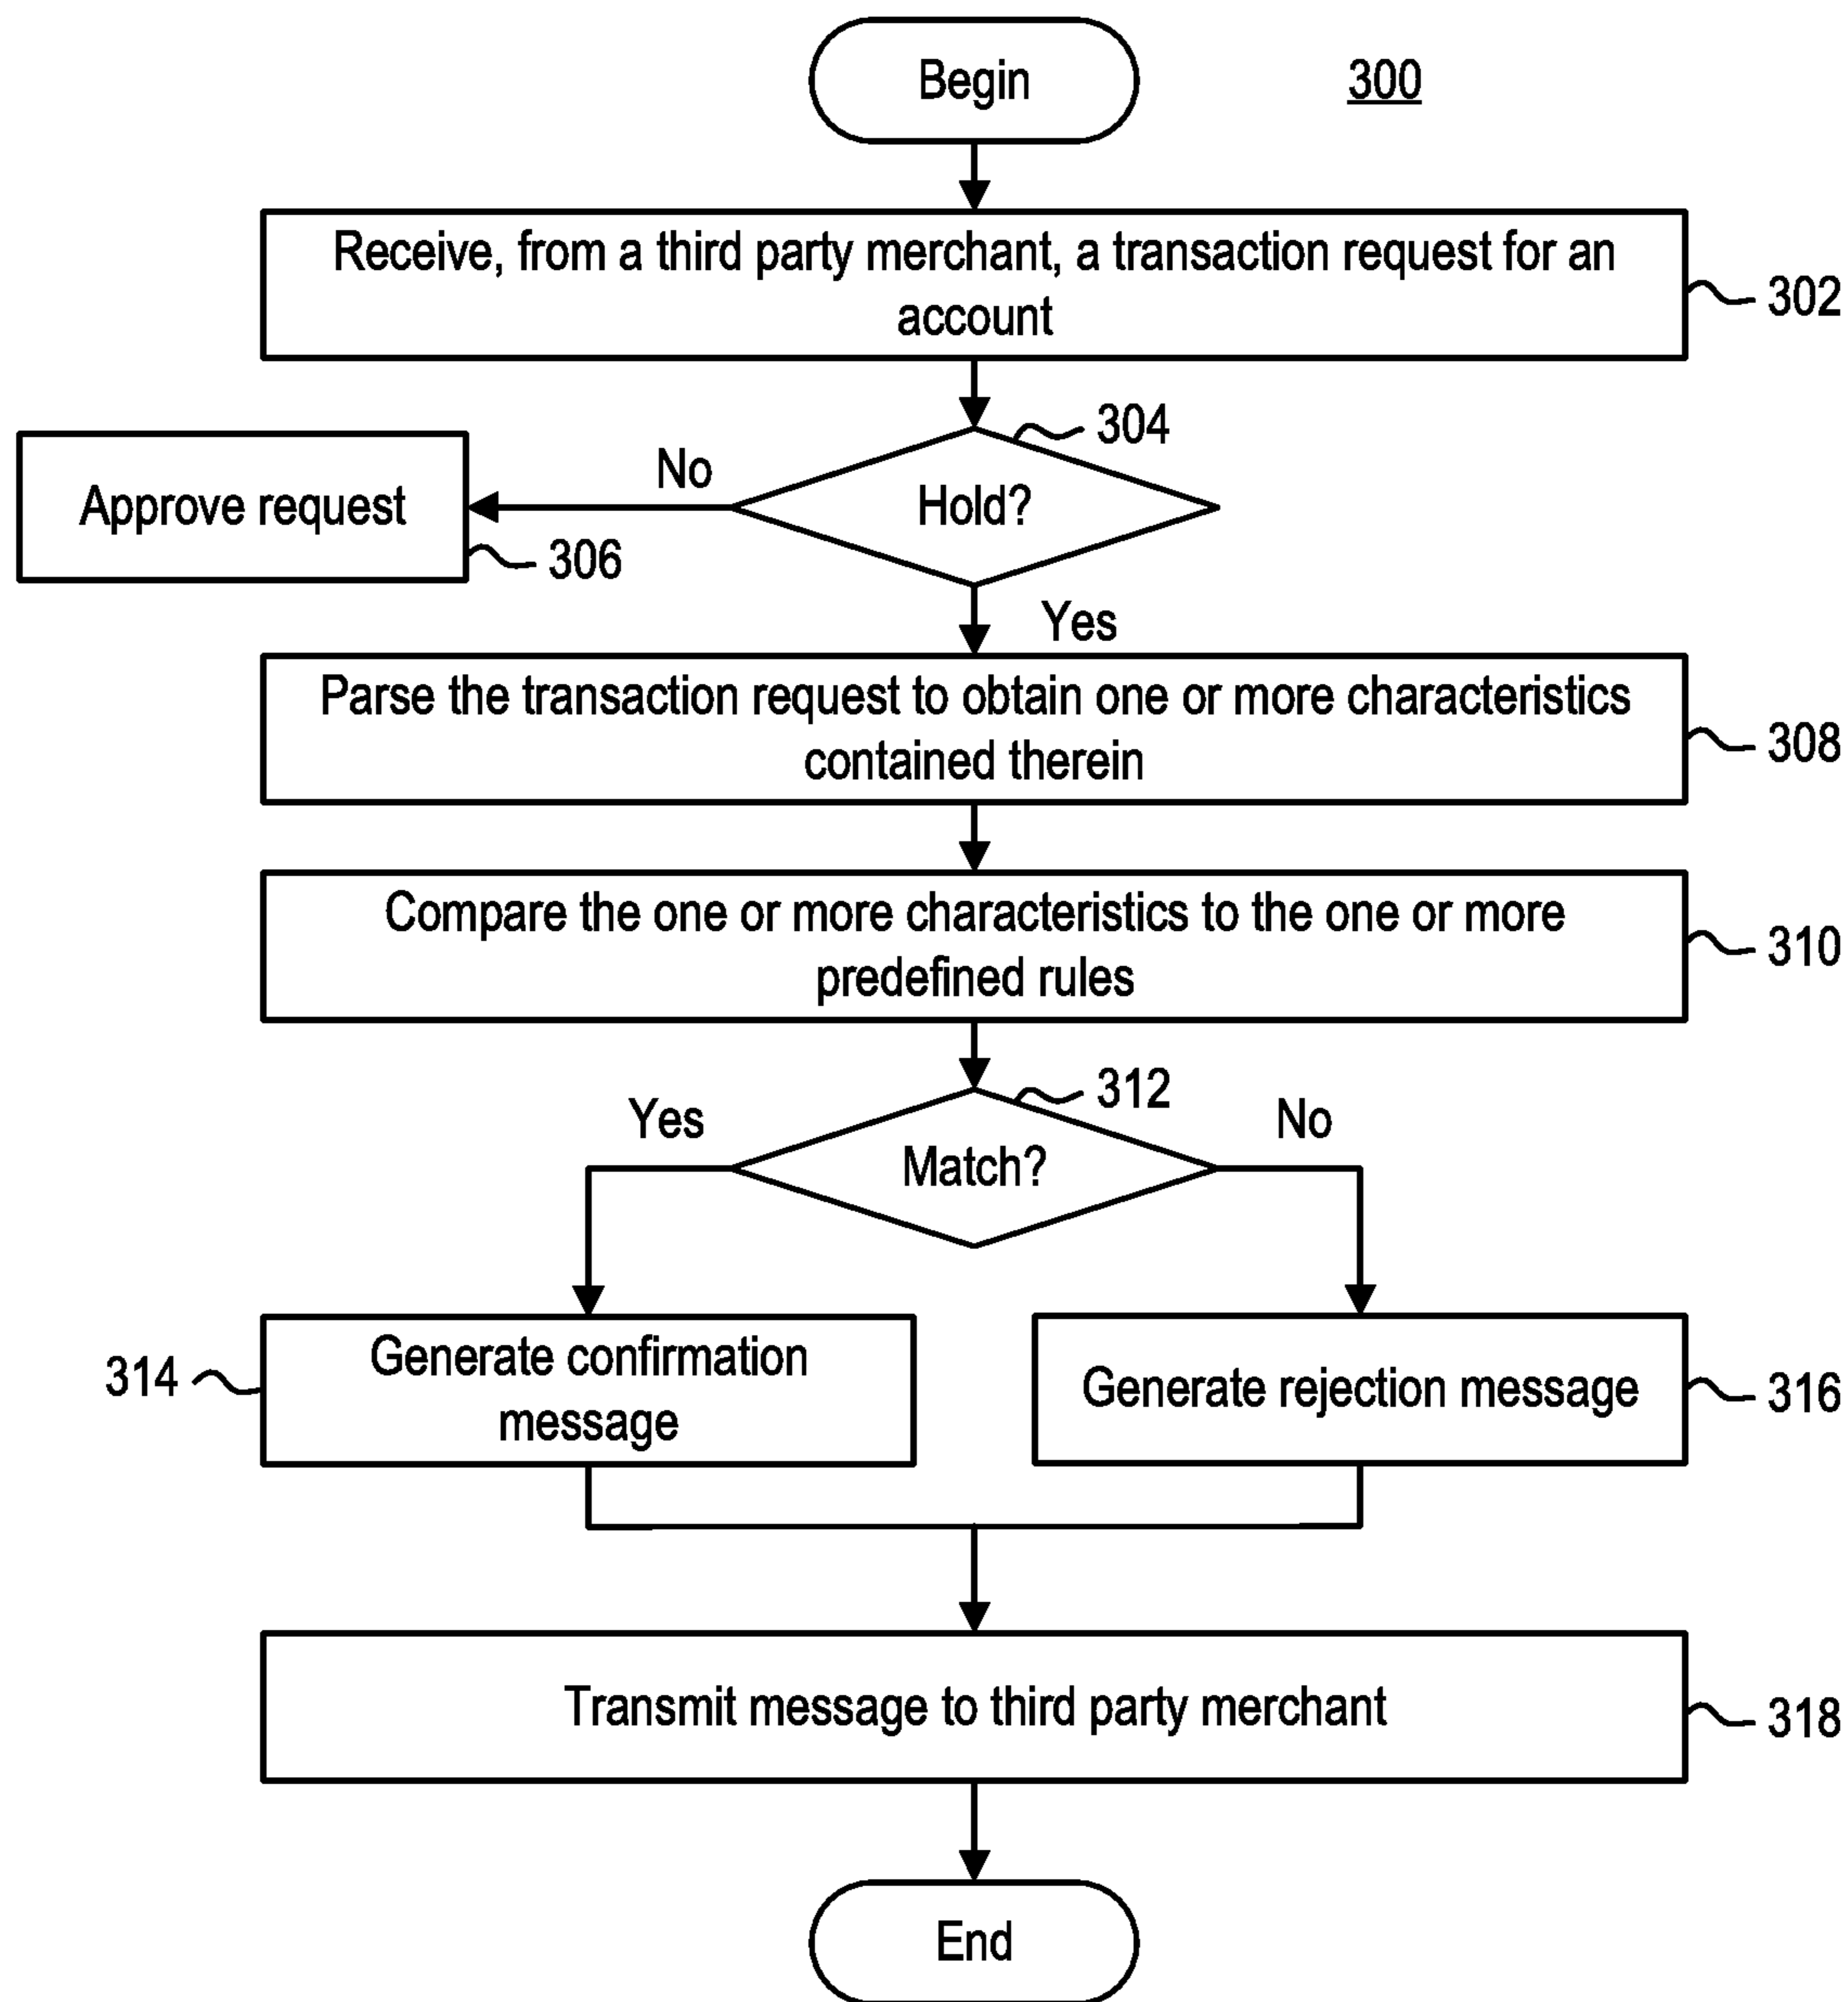 Begin
300
Receive, from a third party merchant, a transaction request for an
account
302
304
Hold?
No
Approve request
306
Yes
Parse the transaction request to obtain one or more characteristics
contained therein
308
Compare the one or more characteristics to the one or more
predefined rules
310
312
Yes
Match?
No
314
Generate confirmation
message
Generate rejection message
316
Transmit message to third party merchant
318
End